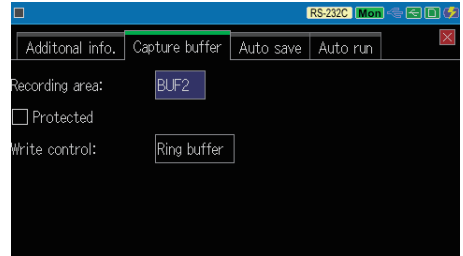 RS-232C Mon
Additonal info. Capture buffer Auto save Auto run
Recording area: BUF2
Protected
Write control: Ring buffer